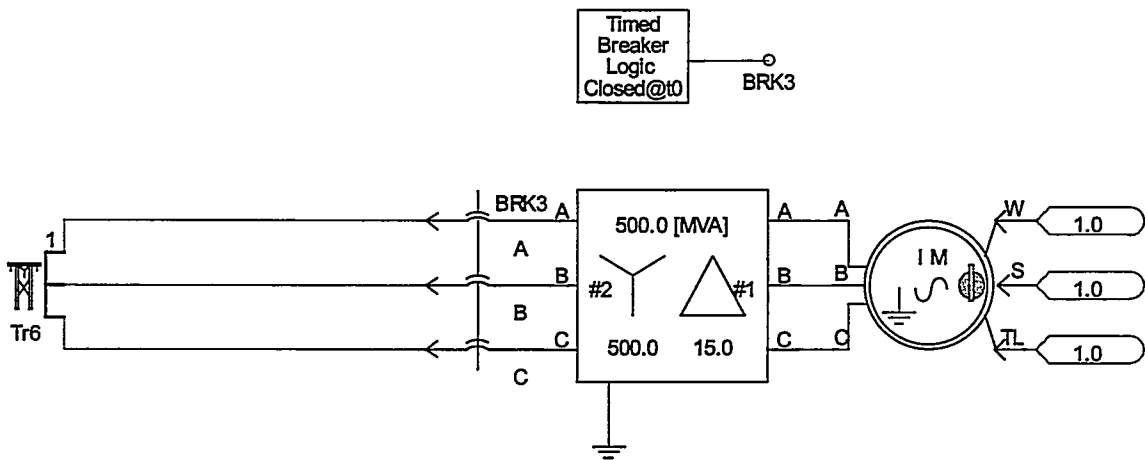 Timed
Breaker
Logic
Closed@t0
BRK3
BRK3
A
A
A
W
1.0
500.0 [MVA]
1
A
I M
B
#2
#1
B
B
S
1.0
Tr6
B
C
500.0
15.0
C
C
TL
1.0
C